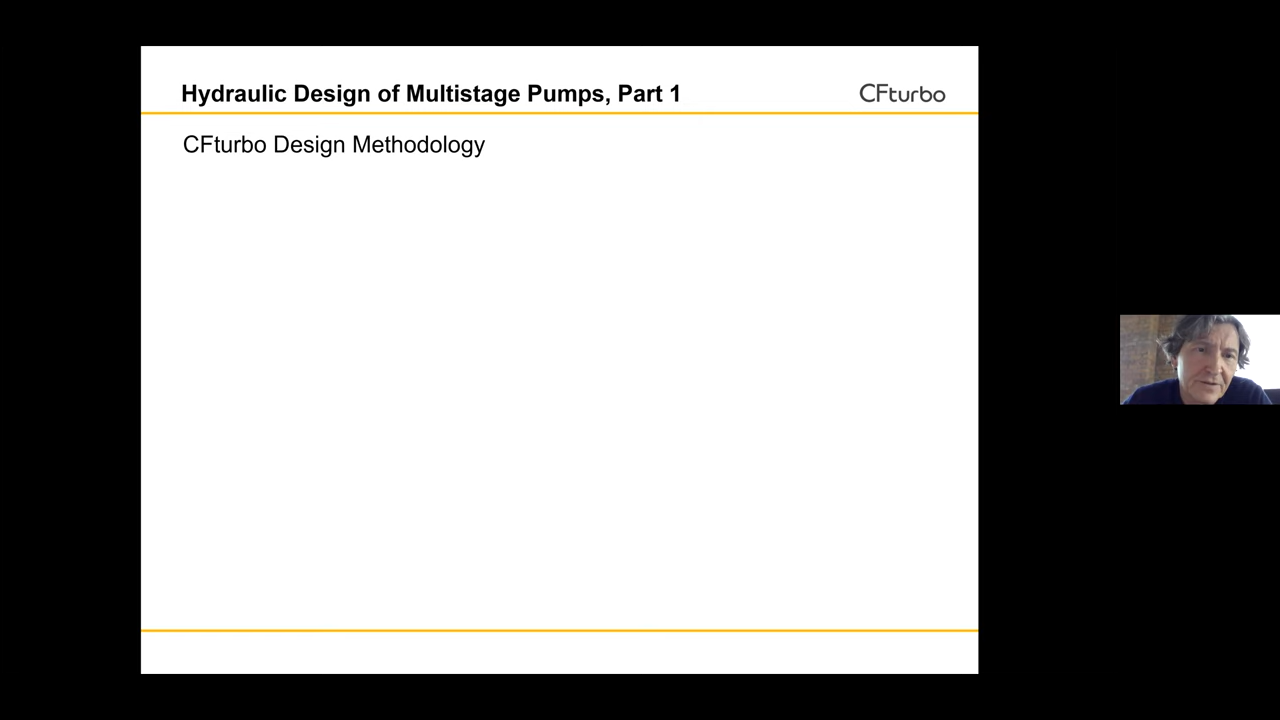 Hydraulic Design of Multistage Pumps, Part 1
CFturbo
CFturbo Design Methodology